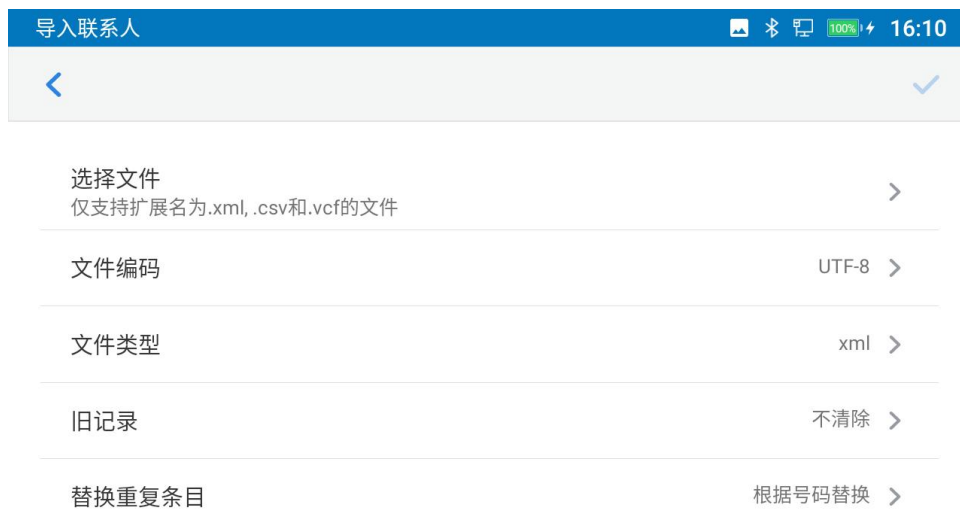 导入联系人
100%
16:10
选择文件
仅支持扩展名为.xml, .csv和.vcf的文件
文件编码
UTF-8
文件类型
xml
旧记录
不清除
替换重复条目
根据号码替换